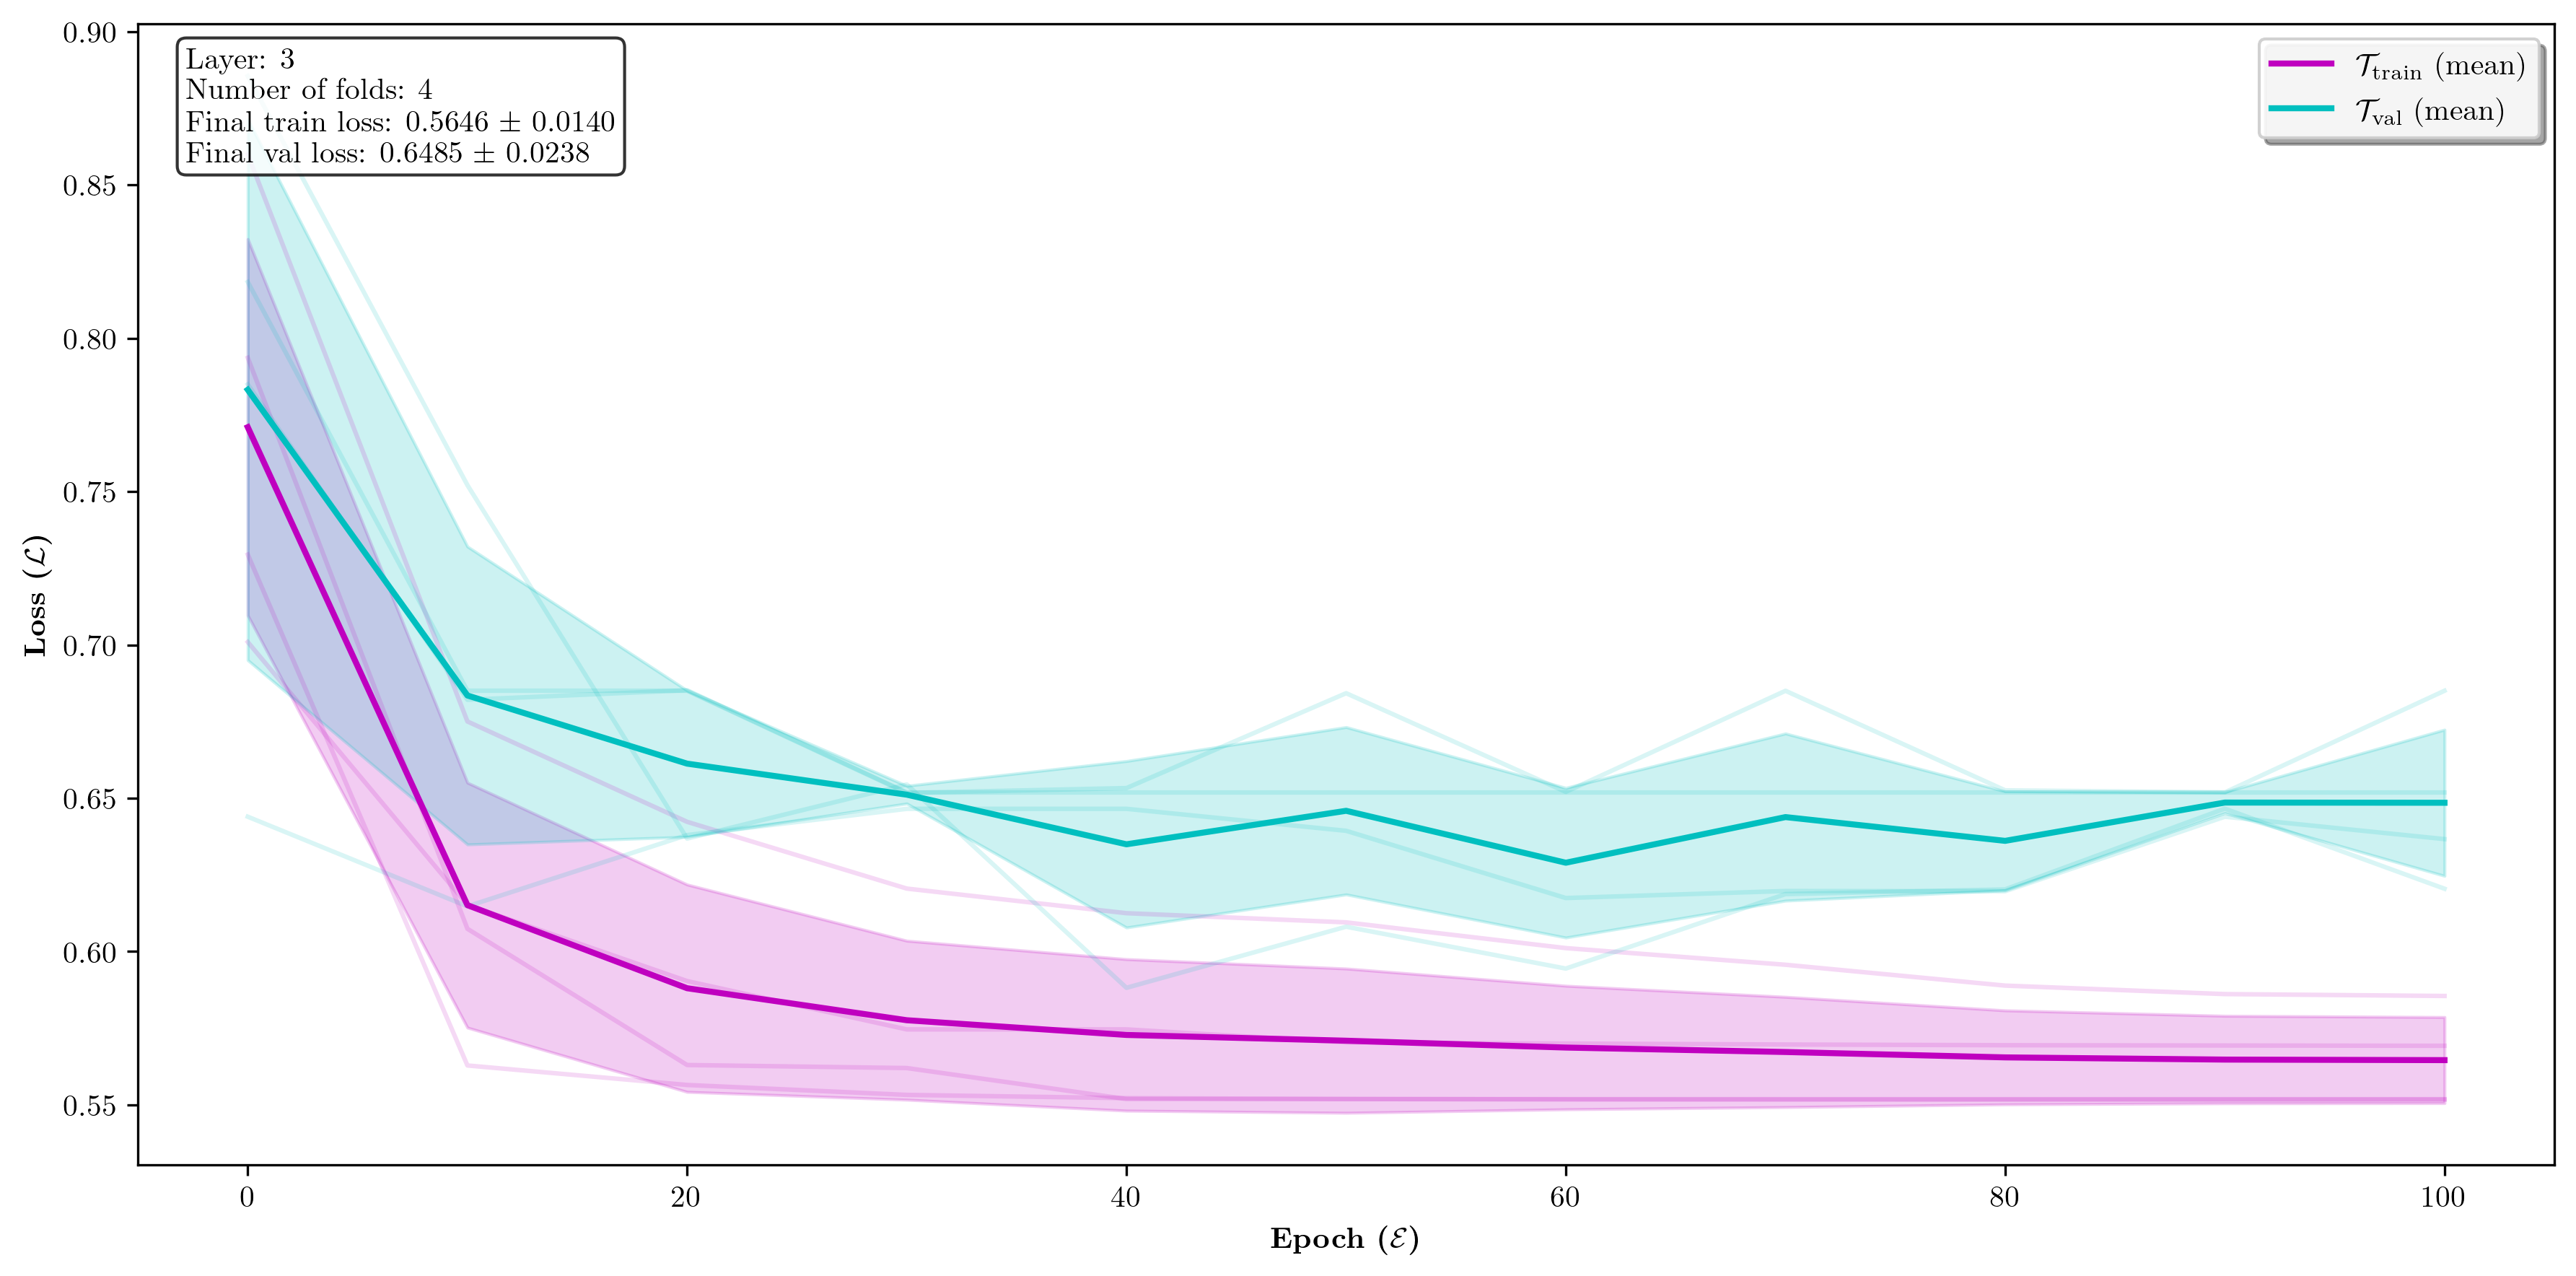 Layer: 3
Number of folds: 4
Final train loss: 0.5646 ± 0.0140
Final val loss: 0.6485 ± 0.0238
𝒯train (mean)
𝒯val (mean)
0.90
0.85
0.80
0.75
0.70
0.65
0.60
0.55
Loss (ℒ)
0 20 40 60 80 100
Epoch (ℰ)